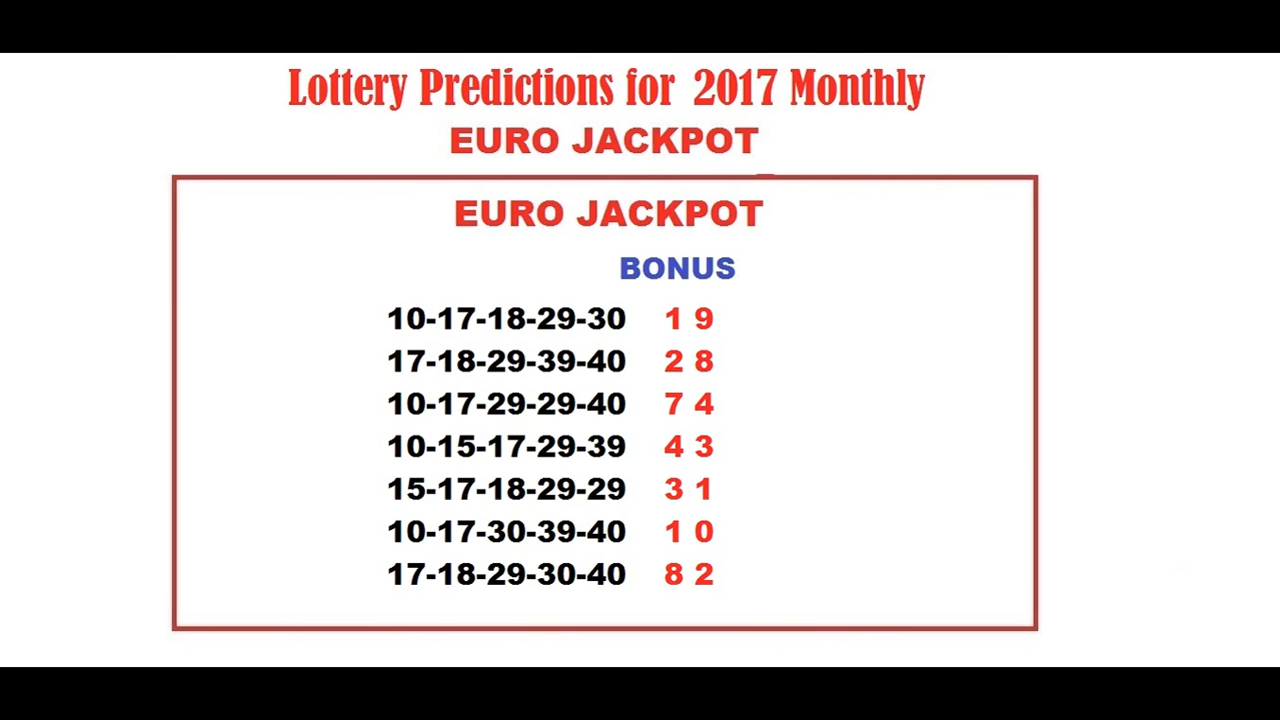 Lottery Predictions for 2017 Monthly
EURO JACKPOT
EURO JACKPOT
BONUS
10-17-18-29-30 1 9
17-18-29-39-40 2 8
10-17-29-29-40 7 4
10-15-17-29-39 4 3
15-17-18-29-29 3 1
10-17-30-39-40 1 0
17-18-29-30-40 8 2